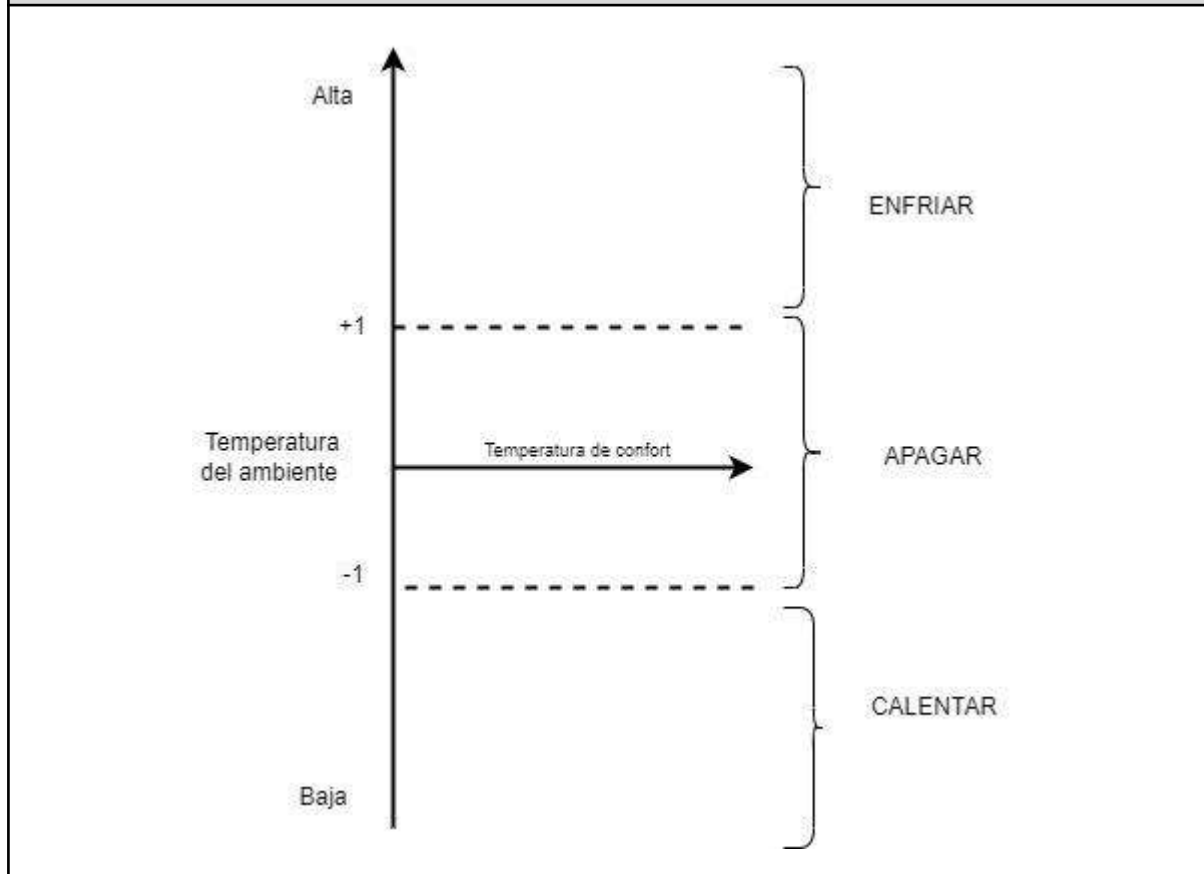 Alta
ENFRIAR
+1
Temperatura
del ambiente
Temperatura de confort
APAGAR
-1
CALENTAR
Baja